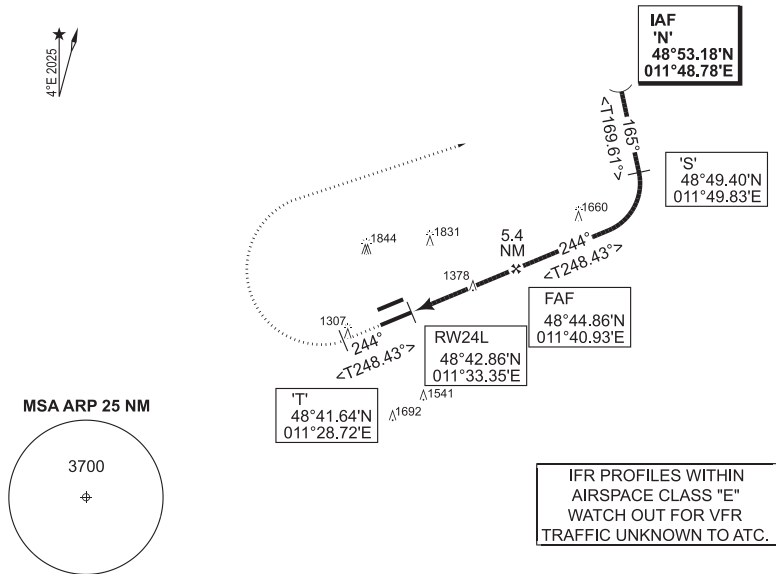 IAF
'N'
48°53.18'N
011°48.78'E
4°E 2025
165°
<T169.61°>
'S'
48°49.40'N
011°49.83'E
1660
1844
1831
5.4
NM
244°
<T248.43°>
1378
FAF
48°44.86'N
011°40.93'E
1307
RW24L
48°42.86'N
011°33.35'E
244°
<T248.43°>
'T'
48°41.64'N
011°28.72'E
1541
1692
MSA ARP 25 NM
3700
IFR PROFILES WITHIN
AIRSPACE CLASS "E"
WATCH OUT FOR VFR
TRAFFIC UNKNOWN TO ATC.